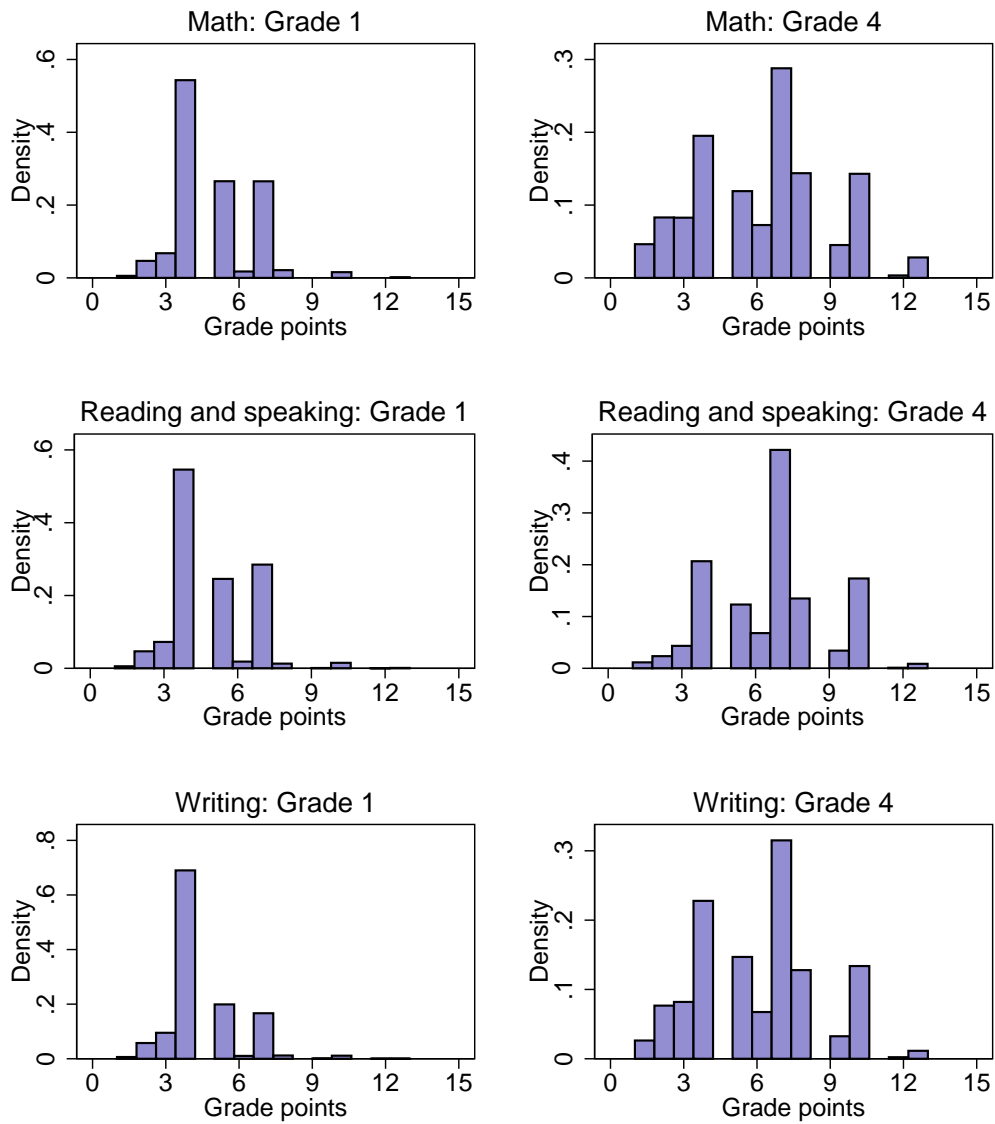 Math: Grade 1
Density
0 .2 .4 .6
0 3 6 9 12 15
Grade points
Math: Grade 4
Density
0 .1 .2 .3
0 3 6 9 12 15
Grade points
Reading and speaking: Grade 1
Density
0 .2 .4 .6
0 3 6 9 12 15
Grade points
Reading and speaking: Grade 4
Density
0 .1 .2 .3 .4
0 3 6 9 12 15
Grade points
Writing: Grade 1
Density
0 .2 .4 .6 .8
0 3 6 9 12 15
Grade points
Writing: Grade 4
Density
0 .1 .2 .3
0 3 6 9 12 15
Grade points